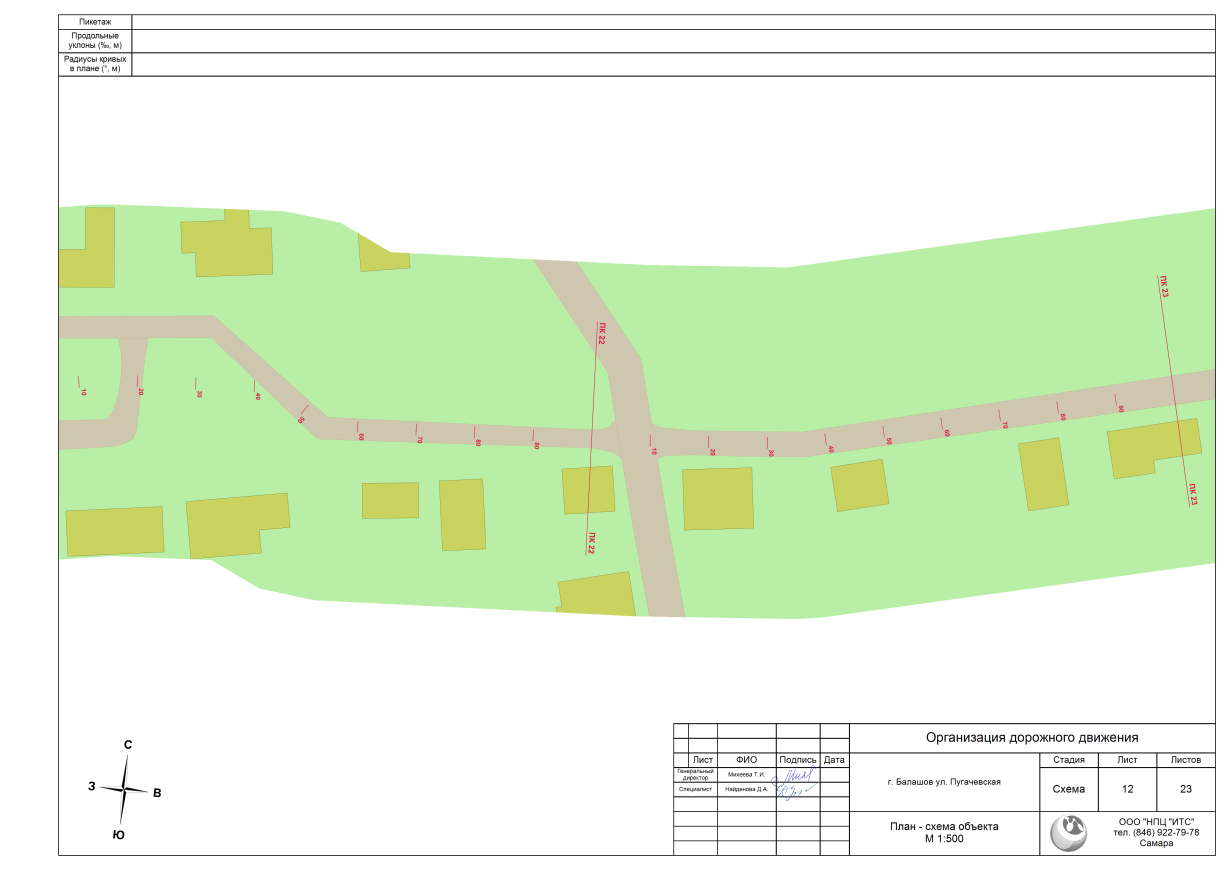 Пикетаж
Продольные
уклоны (‰, м)
Радиусы кривых
в плане (°, м)
ПК 22
ПК 23
10
20
30
40
50
60
70
80
90
10
20
30
40
50
60
70
80
90
ПК 22
ПК 23
С
З
В
Ю
Организация дорожного движения
Лист ФИО Подпись Дата
Генеральный
директор
Михеева Т.И.
Специалист Найденова Д.А.
г. Балашов ул. Пугачевская
Стадия Лист Листов
Схема 12 23
План - схема объекта
М 1:500
ООО "НПЦ "ИТС"
тел. (846) 922-79-78
Самара